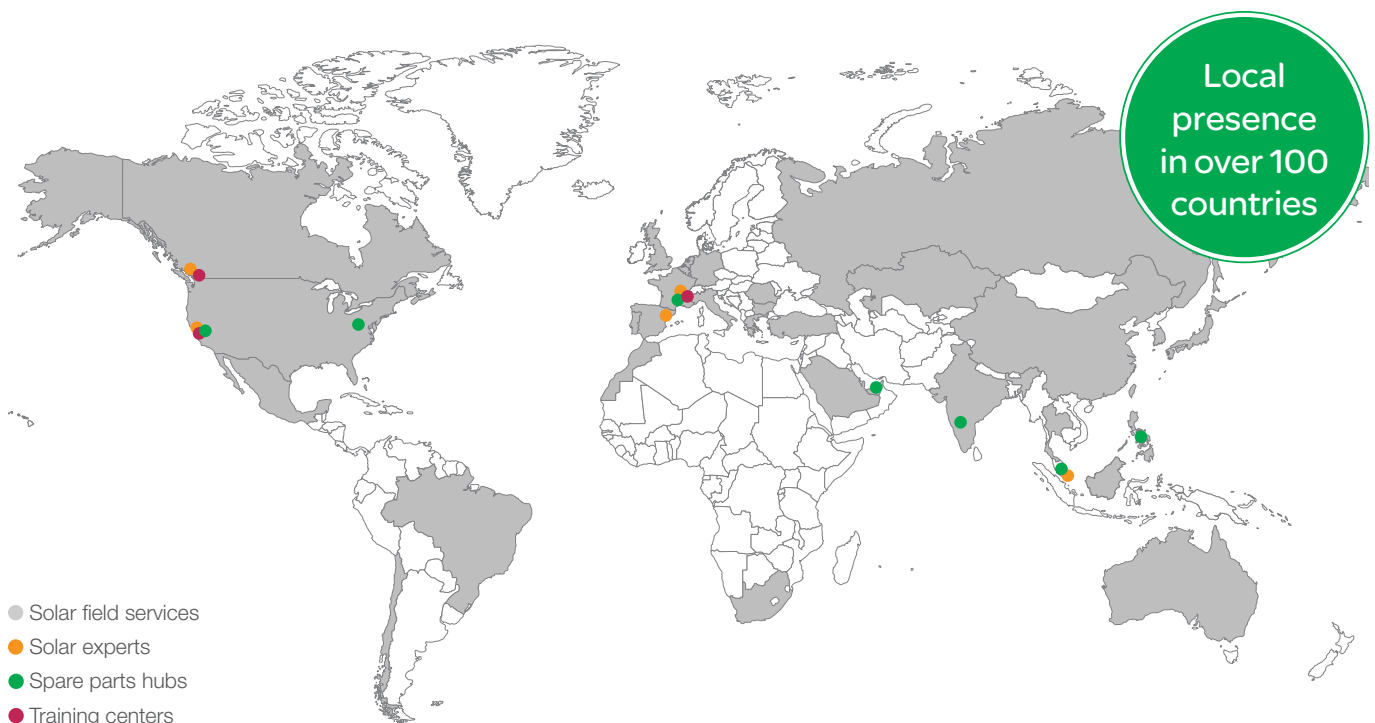 Local
presence
in over 100
countries
Solar field services
Solar experts
Spare parts hubs
Training centers